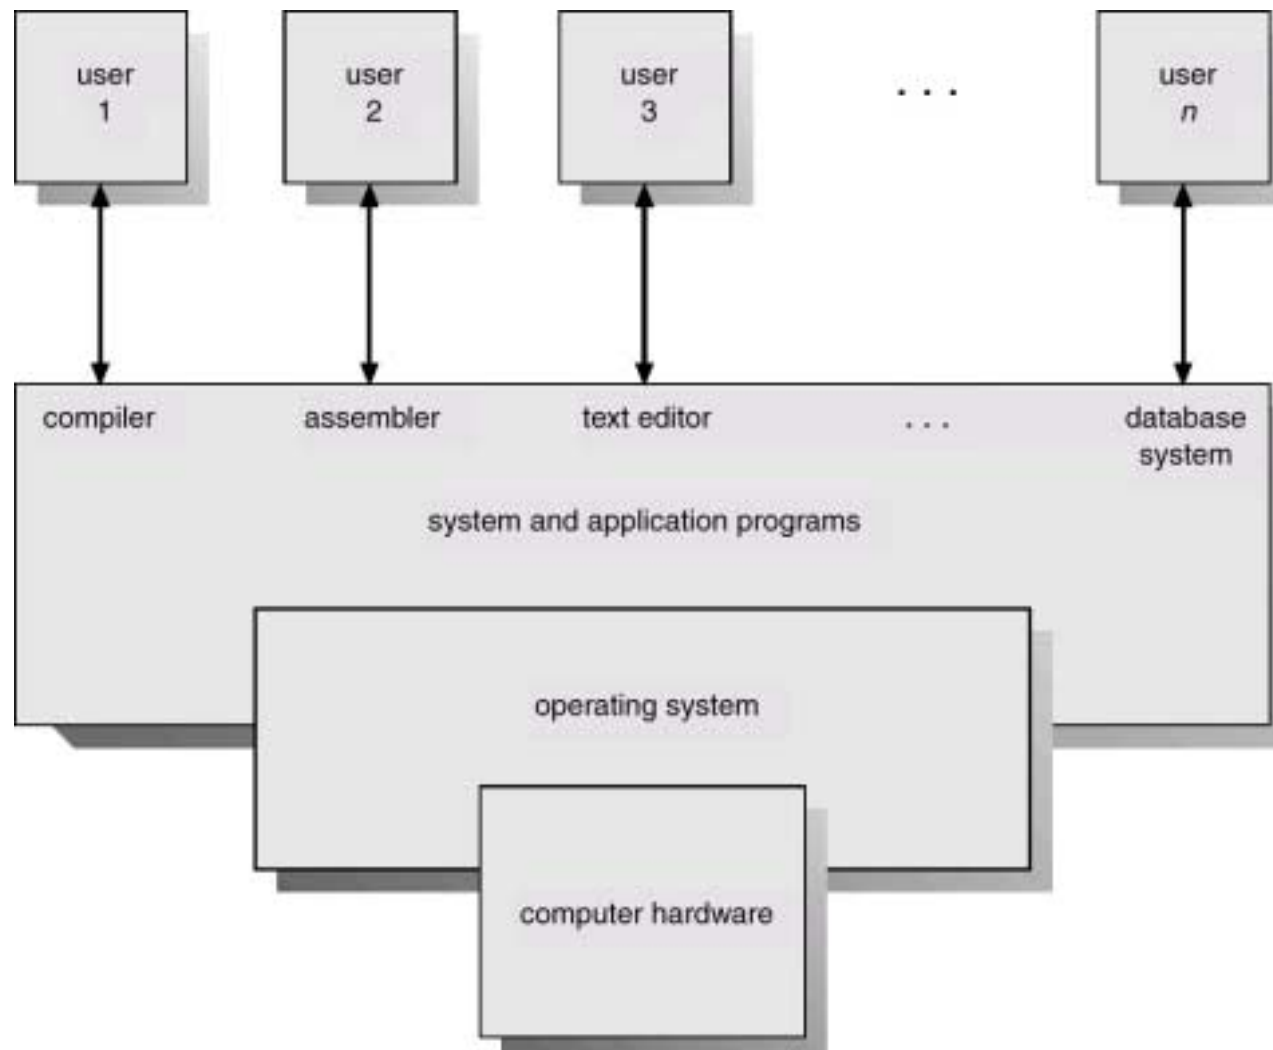 user
1
user
2
user
3
. . .
user
n
compiler
assembler
text editor
. . .
database
system
system and application programs
operating system
computer hardware